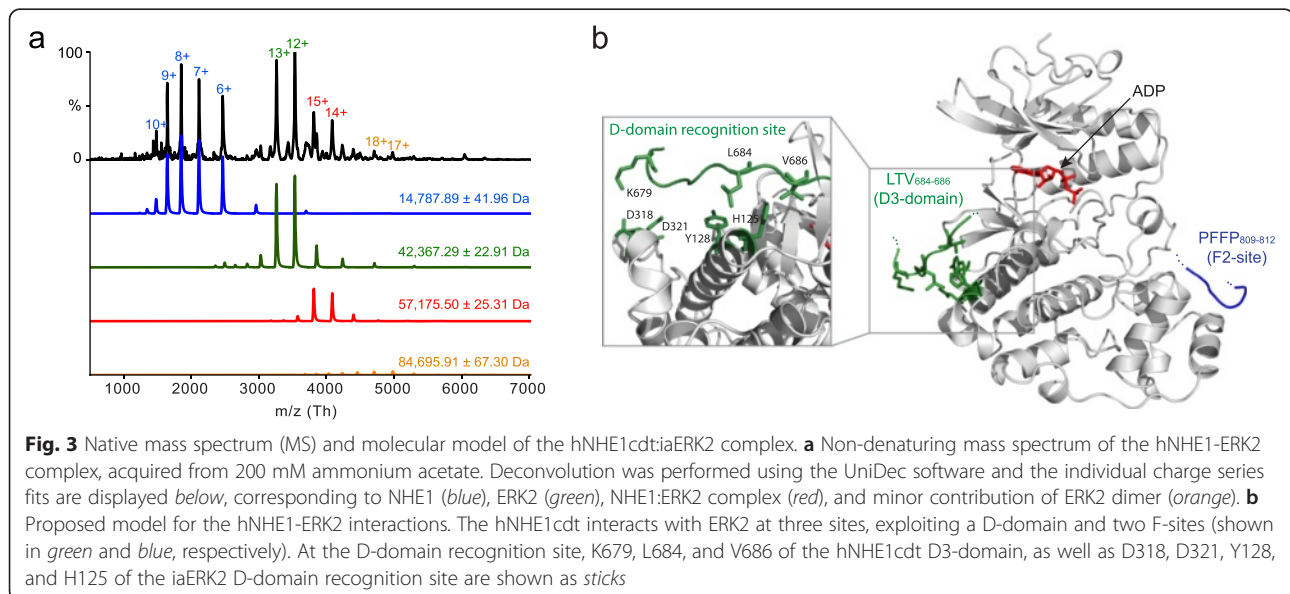 a
b
100
%
0
10+
9+
8+
7+
6+
13+
12+
15+
14+
18+
17+
14,787.89 ± 41.96 Da
42,367.29 ± 22.91 Da
57,175.50 ± 25.31 Da
84,695.91 ± 67.30 Da
1000 2000 3000 4000 5000 6000 7000
m/z (Th)
D-domain recognition site
L684
V686
K679
D318
D321
H125
Y128
ADP
LTV684-686
(D3-domain)
PFFP809-812
(F2-site)
Fig. 3 Native mass spectrum (MS) and molecular model of the hNHE1cdt:iaERK2 complex. a Non-denaturing mass spectrum of the hNHE1-ERK2
complex, acquired from 200 mM ammonium acetate. Deconvolution was performed using the UniDec software and the individual charge series
fits are displayed below, corresponding to NHE1 (blue), ERK2 (green), NHE1:ERK2 complex (red), and minor contribution of ERK2 dimer (orange). b
Proposed model for the hNHE1-ERK2 interactions. The hNHE1cdt interacts with ERK2 at three sites, exploiting a D-domain and two F-sites (shown
in green and blue, respectively). At the D-domain recognition site, K679, L684, and V686 of the hNHE1cdt D3-domain, as well as D318, D321, Y128,
and H125 of the iaERK2 D-domain recognition site are shown as sticks